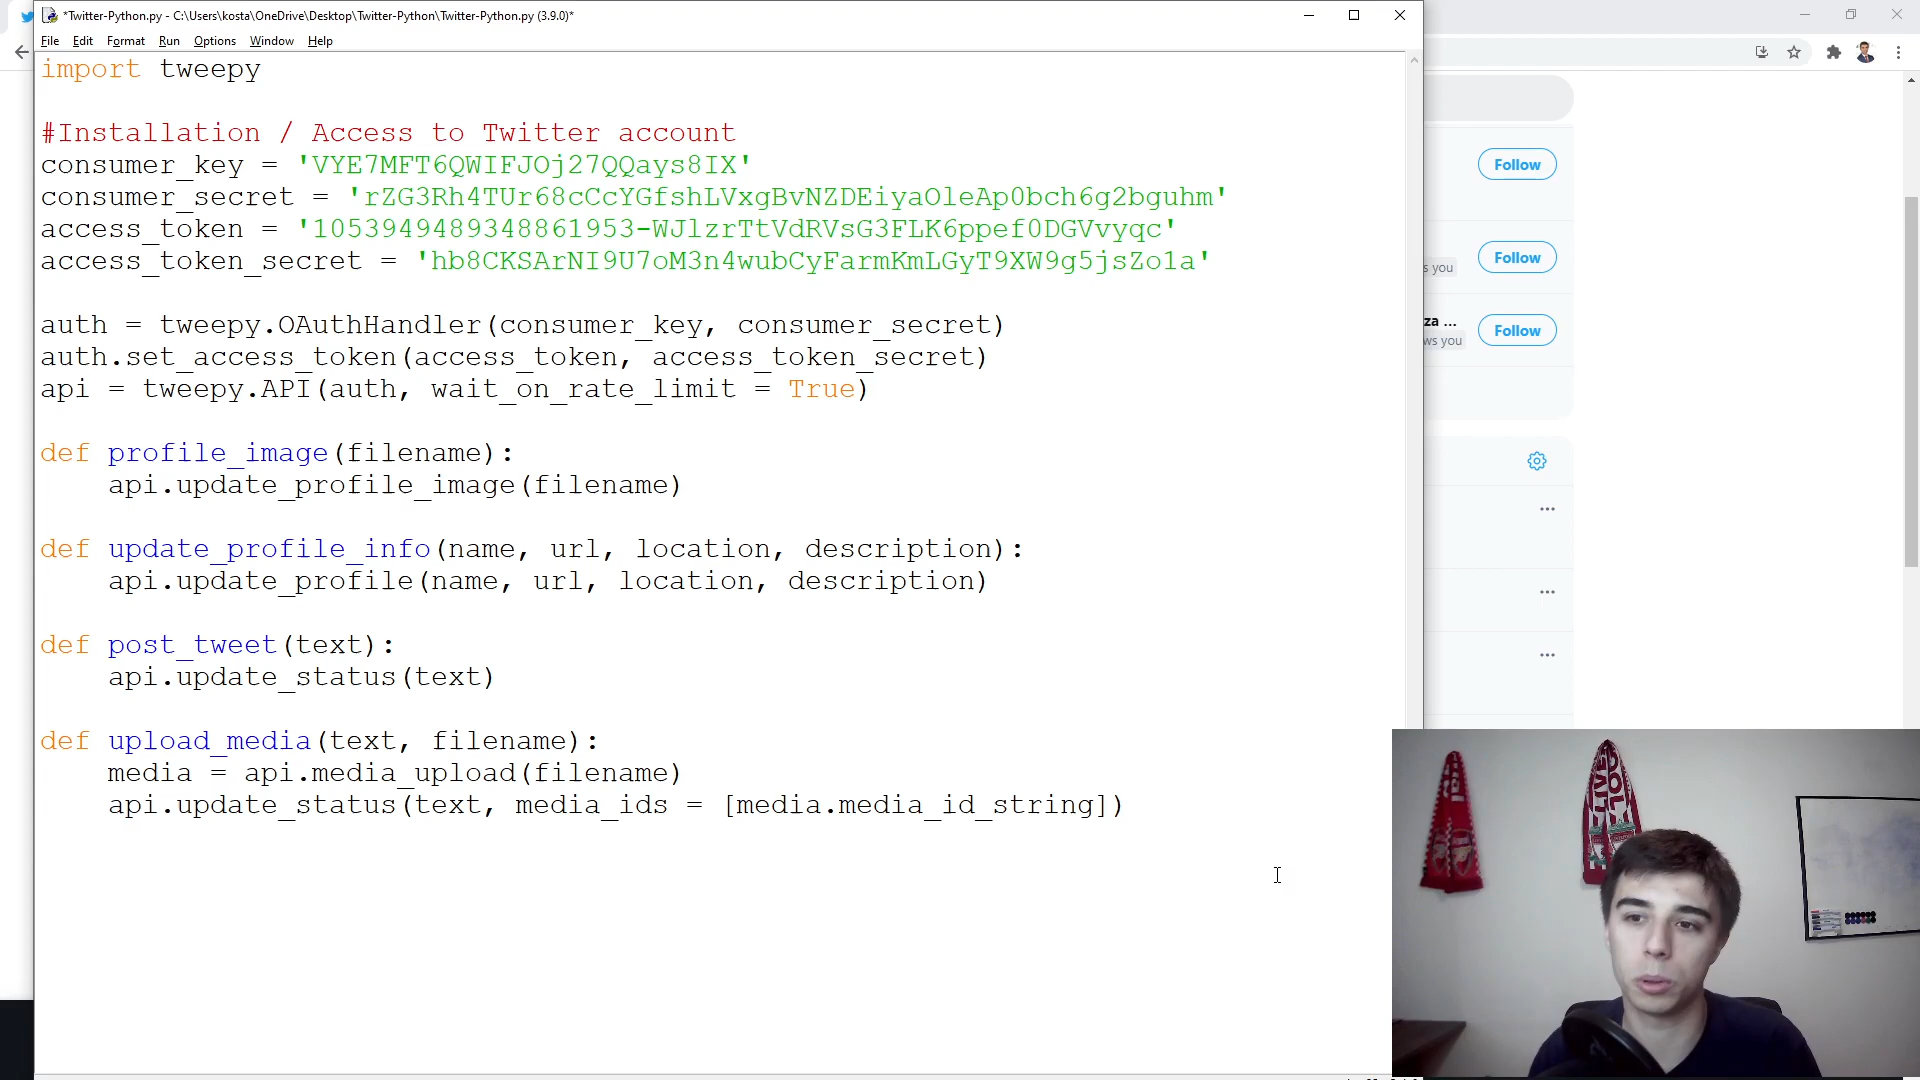 *Twitter-Python.py - C:\Users\kosta\OneDrive\Desktop\Twitter-Python\Twitter-Python.py (3.9.0)*
File Edit Format Run Options Window Help
import tweepy
#Installation / Access to Twitter account
consumer_key = 'VYE7MFT6QWIFJOj27QQays8IX'
consumer_secret = 'rZG3Rh4TUr68cCcYGfshLVxgBvNZDEiyaOleAp0bch6g2bguhm'
access_token = '1053949489348861953-WJlzrTtVdRVsG3FLK6ppef0DGVvyqc'
access_token_secret = 'hb8CKSArNI9U7oM3n4wubCyFarmKmLGyT9XW9g5jsZo1a'
auth = tweepy.OAuthHandler(consumer_key, consumer_secret)
auth.set_access_token(access_token, access_token_secret)
api = tweepy.API(auth, wait_on_rate_limit = True)
def profile_image(filename):
api.update_profile_image(filename)
def update_profile_info(name, url, location, description):
api.update_profile(name, url, location, description)
def post_tweet(text):
api.update_status(text)
def upload_media(text, filename):
media = api.media_upload(filename)
api.update_status(text, media_ids = [media.media_id_string])
Follow
s you
Follow
za ...
ws you
Follow